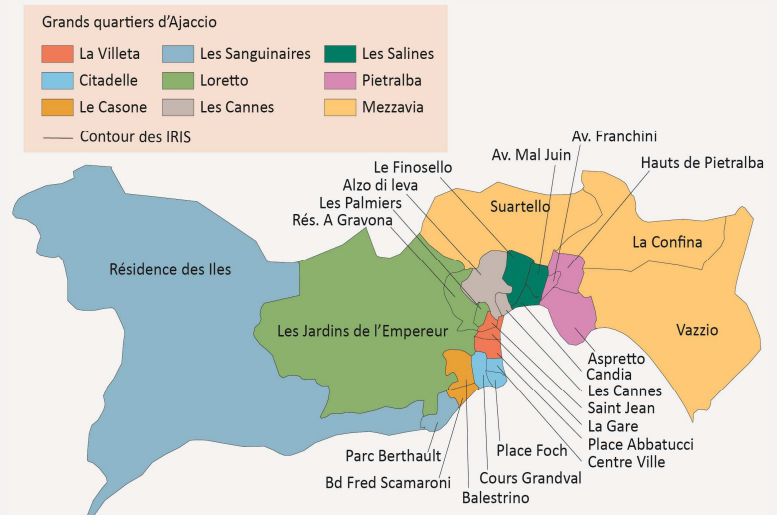 Grands quartiers d'Ajaccio
La Villeta
Les Sanguinaires
Les Salines
Citadelle
Loretto
Pietralba
Le Casone
Les Cannes
Mezzavia
Contour des IRIS
Av. Franchini
Av. Mal Juin
Hauts de Pietralba
Le Finosello
Alzo di leva
Les Palmiers
Rés. A Gravona
Suartello
La Confina
Résidence des Iles
Les Jardins de l'Empereur
Vazzio
Aspretto
Candia
Les Cannes
Saint Jean
La Gare
Place Abbatucci
Centre Ville
Place Foch
Parc Berthault
Cours Grandval
Bd Fred Scamaroni
Balestrino